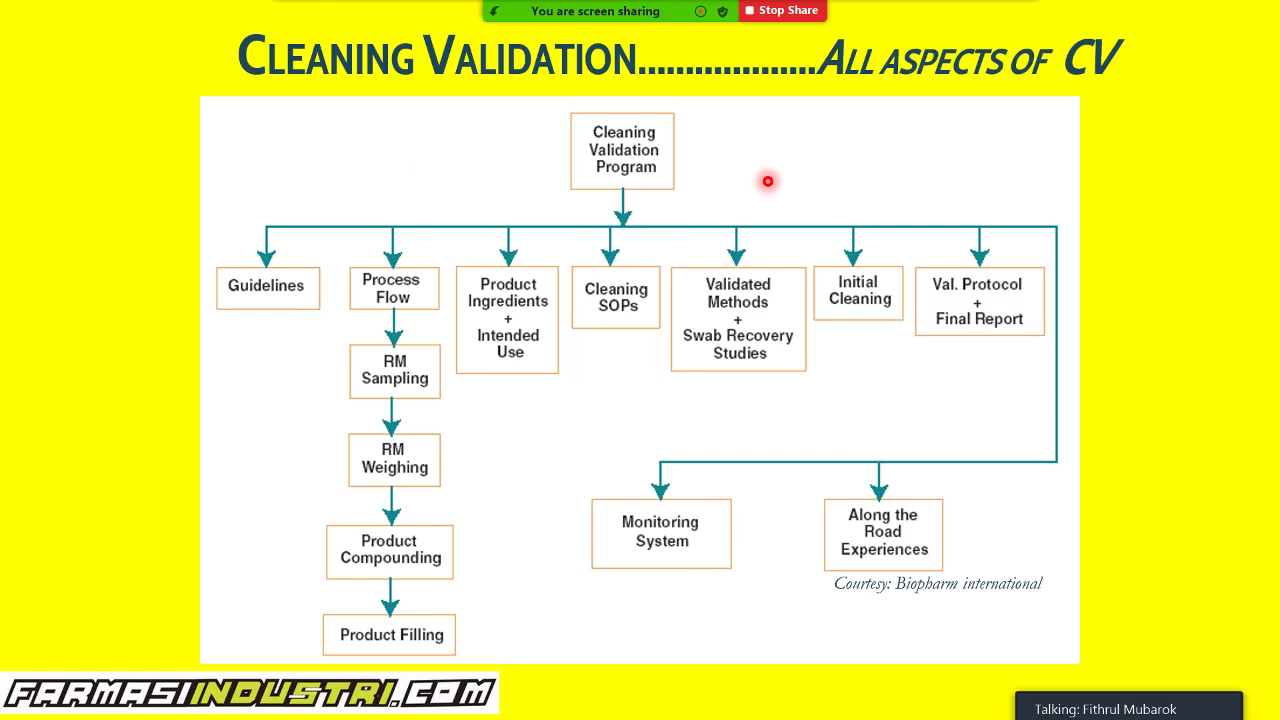 You are screen sharing
Stop Share
CLEANING VALIDATION...................ALL ASPECTS OF CV
Cleaning
Validation
Program
Guidelines
Process
Flow
Product
Ingredients
+
Intended
Use
Cleaning
SOPs
Validated
Methods
+
Swab Recovery
Studies
Initial
Cleaning
Val. Protocol
+
Final Report
RM
Sampling
RM
Weighing
Product
Compounding
Product Filling
Monitoring
System
Along the
Road
Experiences
Courtesy: Biopharm international
FARMASIINDUSTRI.COM
Talking: Fithrul Mubarok